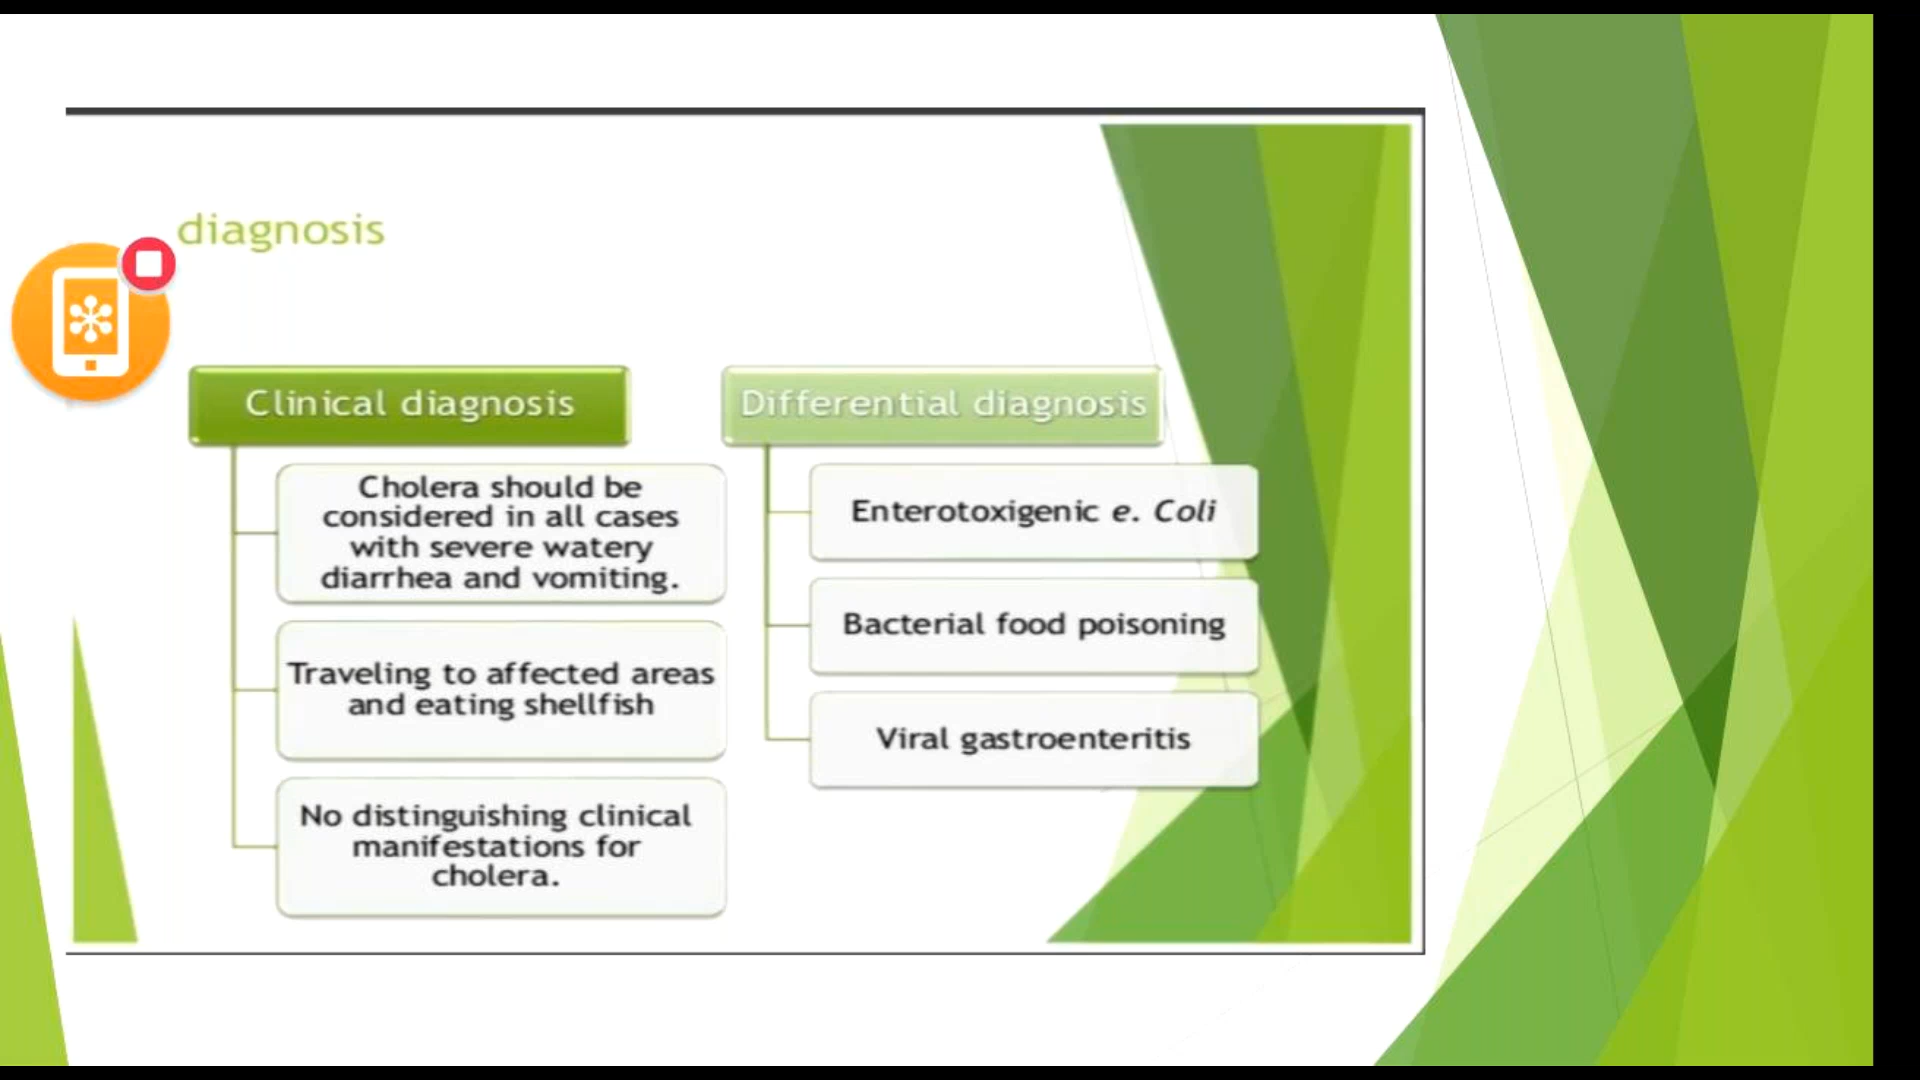 diagnosis
Clinical diagnosis
Cholera should be
considered in all cases
with severe watery
diarrhea and vomiting.
Traveling to affected areas
and eating shellfish
No distinguishing clinical
manifestations for
cholera.
Differential diagnosis
Enterotoxigenic e. Coli
Bacterial food poisoning
Viral gastroenteritis